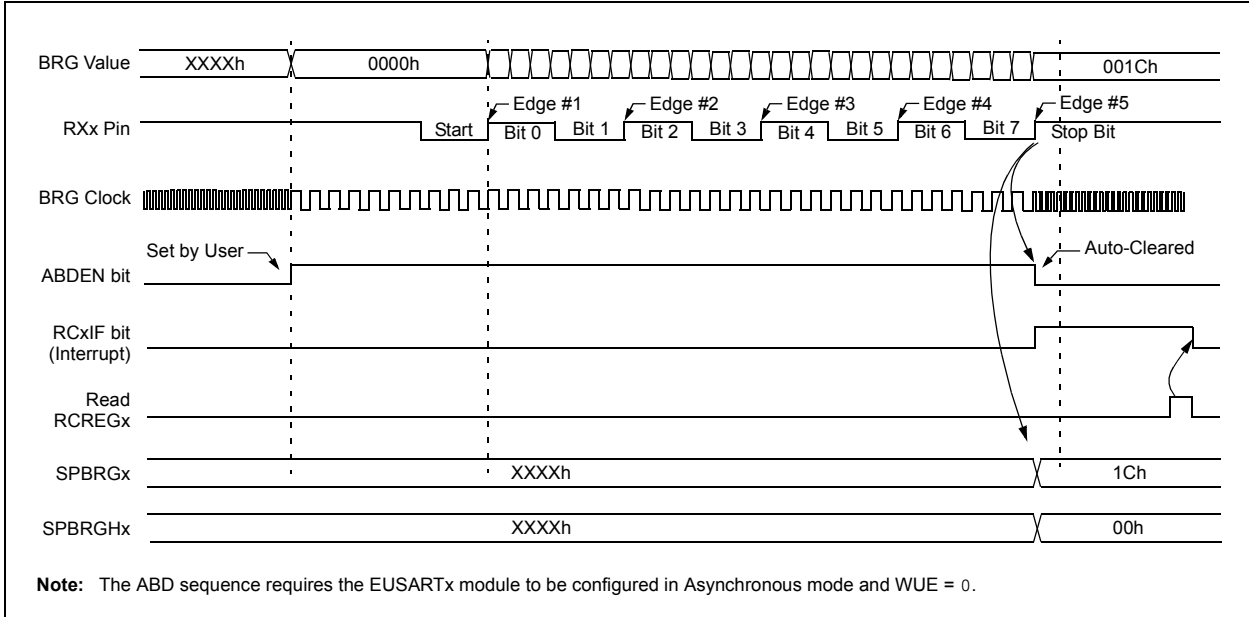 BRG Value XXXXh 0000h 001Ch
Edge #1 Edge #2 Edge #3 Edge #4 Edge #5
RXx Pin Start Bit 0 Bit 1 Bit 2 Bit 3 Bit 4 Bit 5 Bit 6 Bit 7 Stop Bit
BRG Clock
Set by User Auto-Cleared
ABDEN bit
RCxIF bit
(Interrupt)
Read
RCREGx
SPBRGx XXXXh 1Ch
SPBRGHx XXXXh 00h
Note: The ABD sequence requires the EUSARTx module to be configured in Asynchronous mode and WUE = 0.